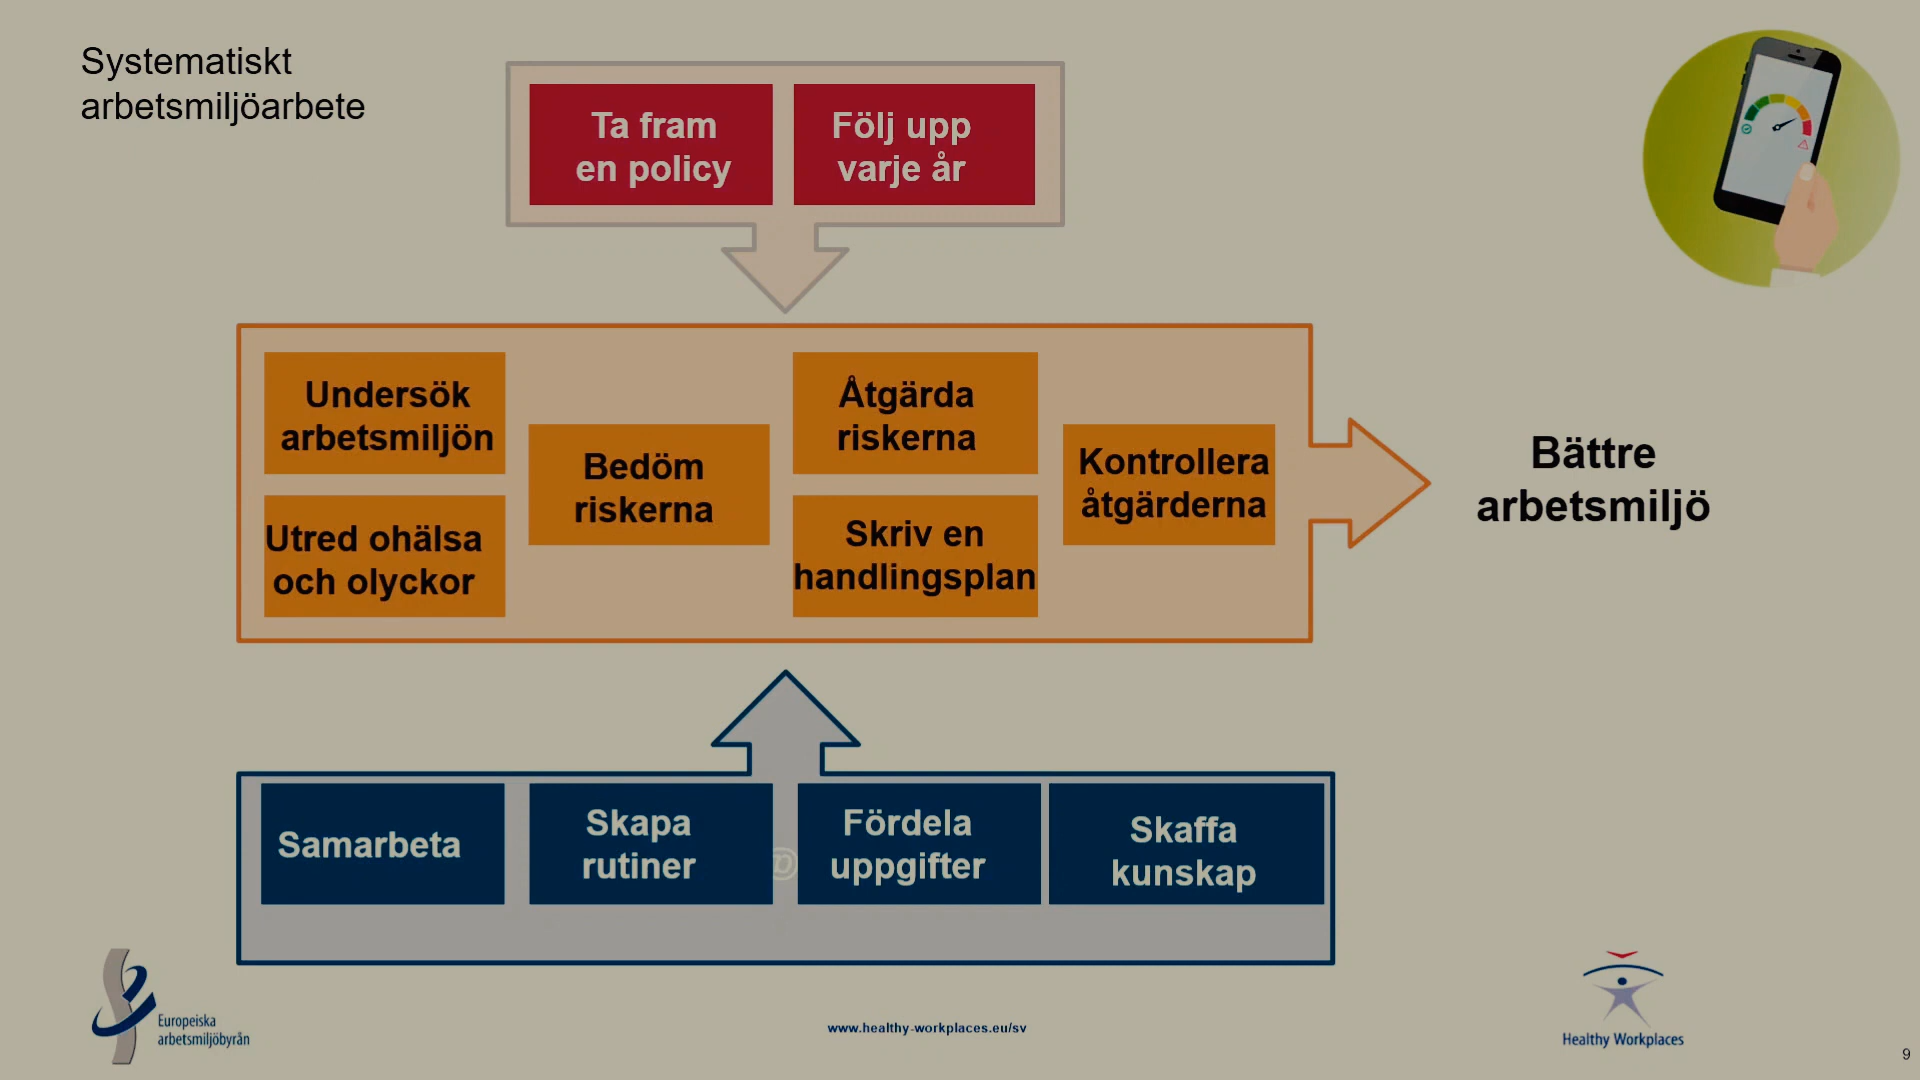 Systematiskt
arbetsmiljöarbete
Ta fram
en policy
Följ upp
varje år
Undersök
arbetsmiljön
Utred ohälsa
och olyckor
Bedöm
riskerna
Åtgärda
riskerna
Skriv en
handlingsplan
Kontrollera
åtgärderna
Bättre
arbetsmiljö
Samarbeta
Skapa
rutiner
Fördela
uppgifter
Skaffa
kunskap
Europeiska
arbetsmiljöbyrån
www.healthy-workplaces.eu/sv
Healthy Workplaces
9